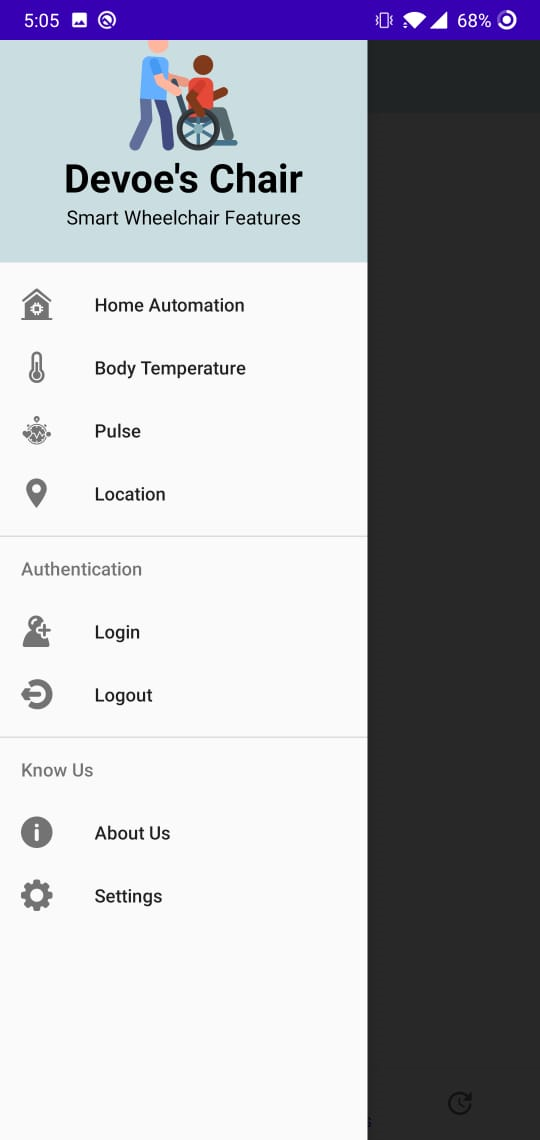 5:05 68%
Devoe's Chair
Smart Wheelchair Features
Home Automation
Body Temperature
Pulse
Location
Authentication
Login
Logout
Know Us
About Us
Settings